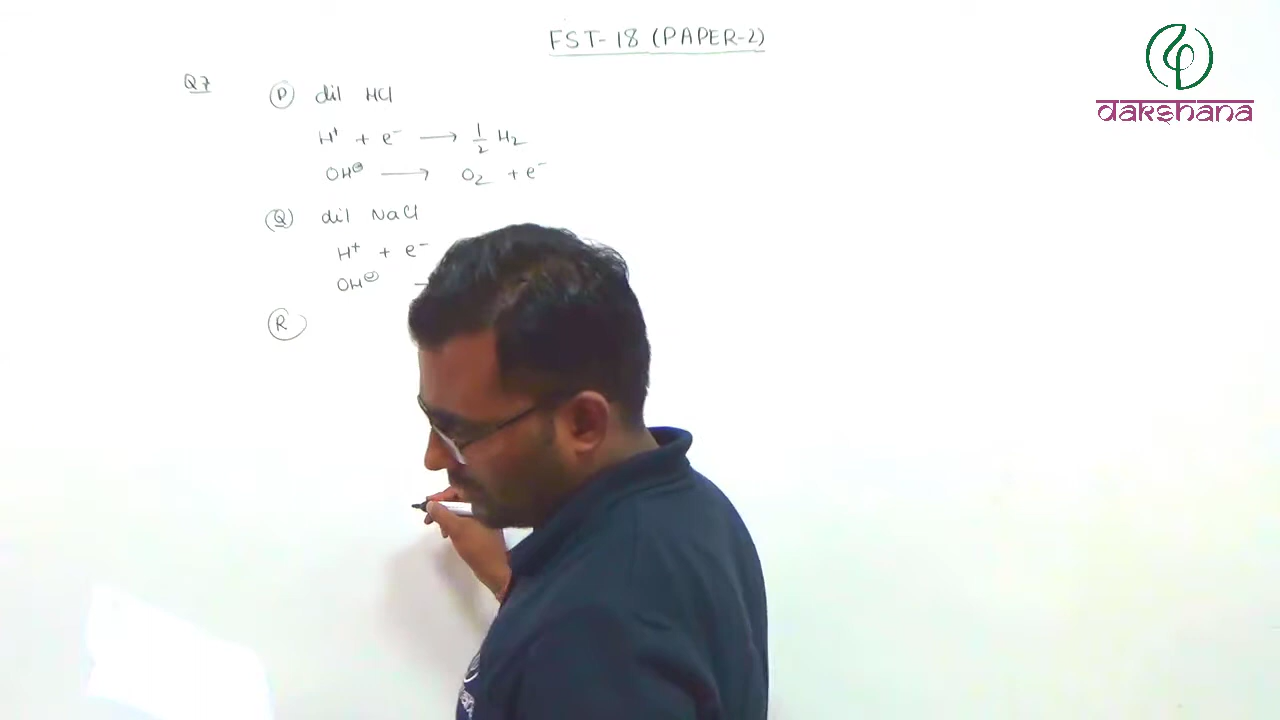 FST-18 (PAPER-2)
dakshana
Q7
P dil HCl
H⁺ + e⁻ ⟶ 1/2 H₂
OH⊖ ⟶ O₂ + e⁻
Q dil NaCl
H⁺ + e⁻
OH⊖ —
R